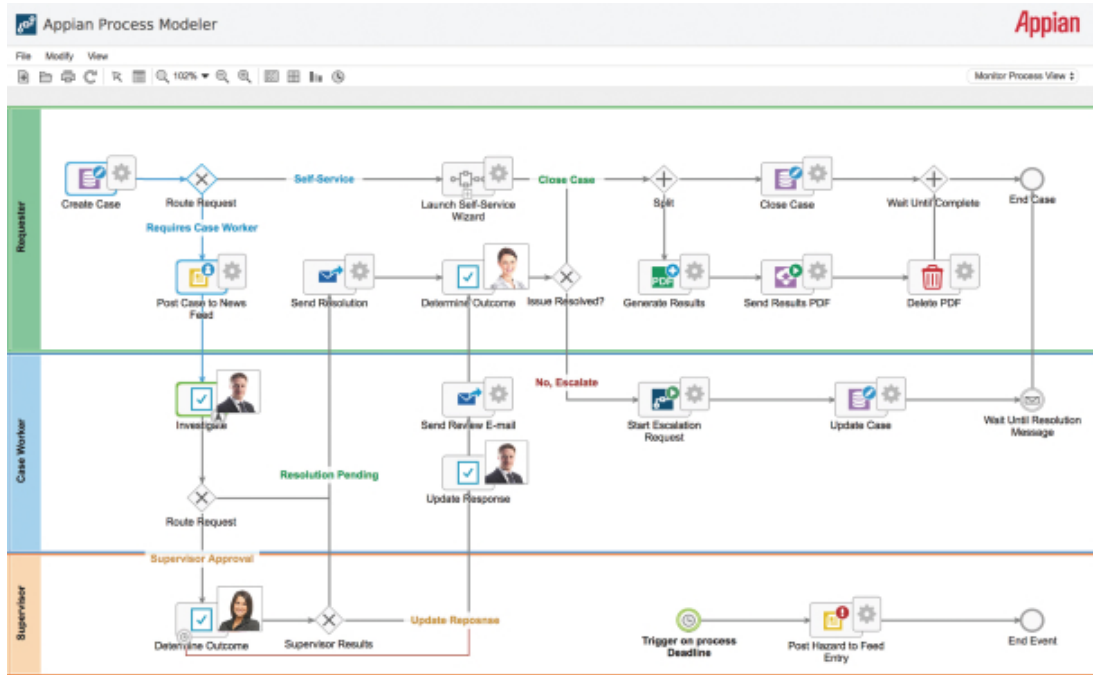 Appian Process Modeler
Appian
File Modify View
102%
Monitor Process View
Requester
Create Case
Route Request
Self-Service
Launch Self-Service
Wizard
Close Case
Split
Close Case
Wait Until Complete
End Case
Requires Case Worker
Post Case to News
Feed
Send Resolution
Determine Outcome
Issue Resolved?
PDF
Generate Results
Send Results PDF
Delete PDF
Case Worker
Investigate
No, Escalate
Send Review E-mail
Start Escalation
Request
Update Case
Wait Until Resolution
Message
Resolution Pending
Update Response
Route Request
Supervisor
Supervisor Approval
Determine Outcome
Supervisor Results
Update Reponse
Trigger on process
Deadline
Post Hazard to Feed
Entry
End Event